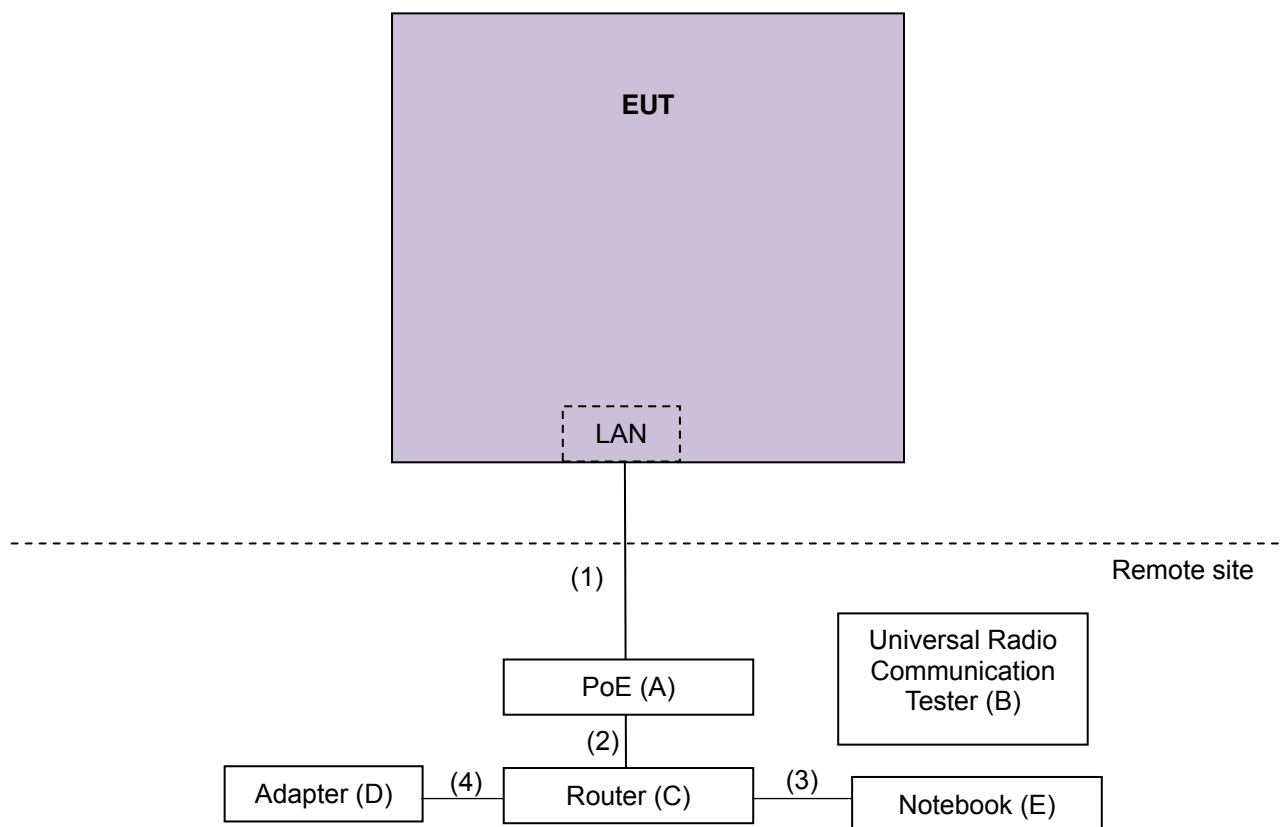 EUT
LAN
(1)
Remote site
Universal Radio
Communication
Tester (B)
PoE (A)
(2)
Adapter (D)
(4)
Router (C)
(3)
Notebook (E)